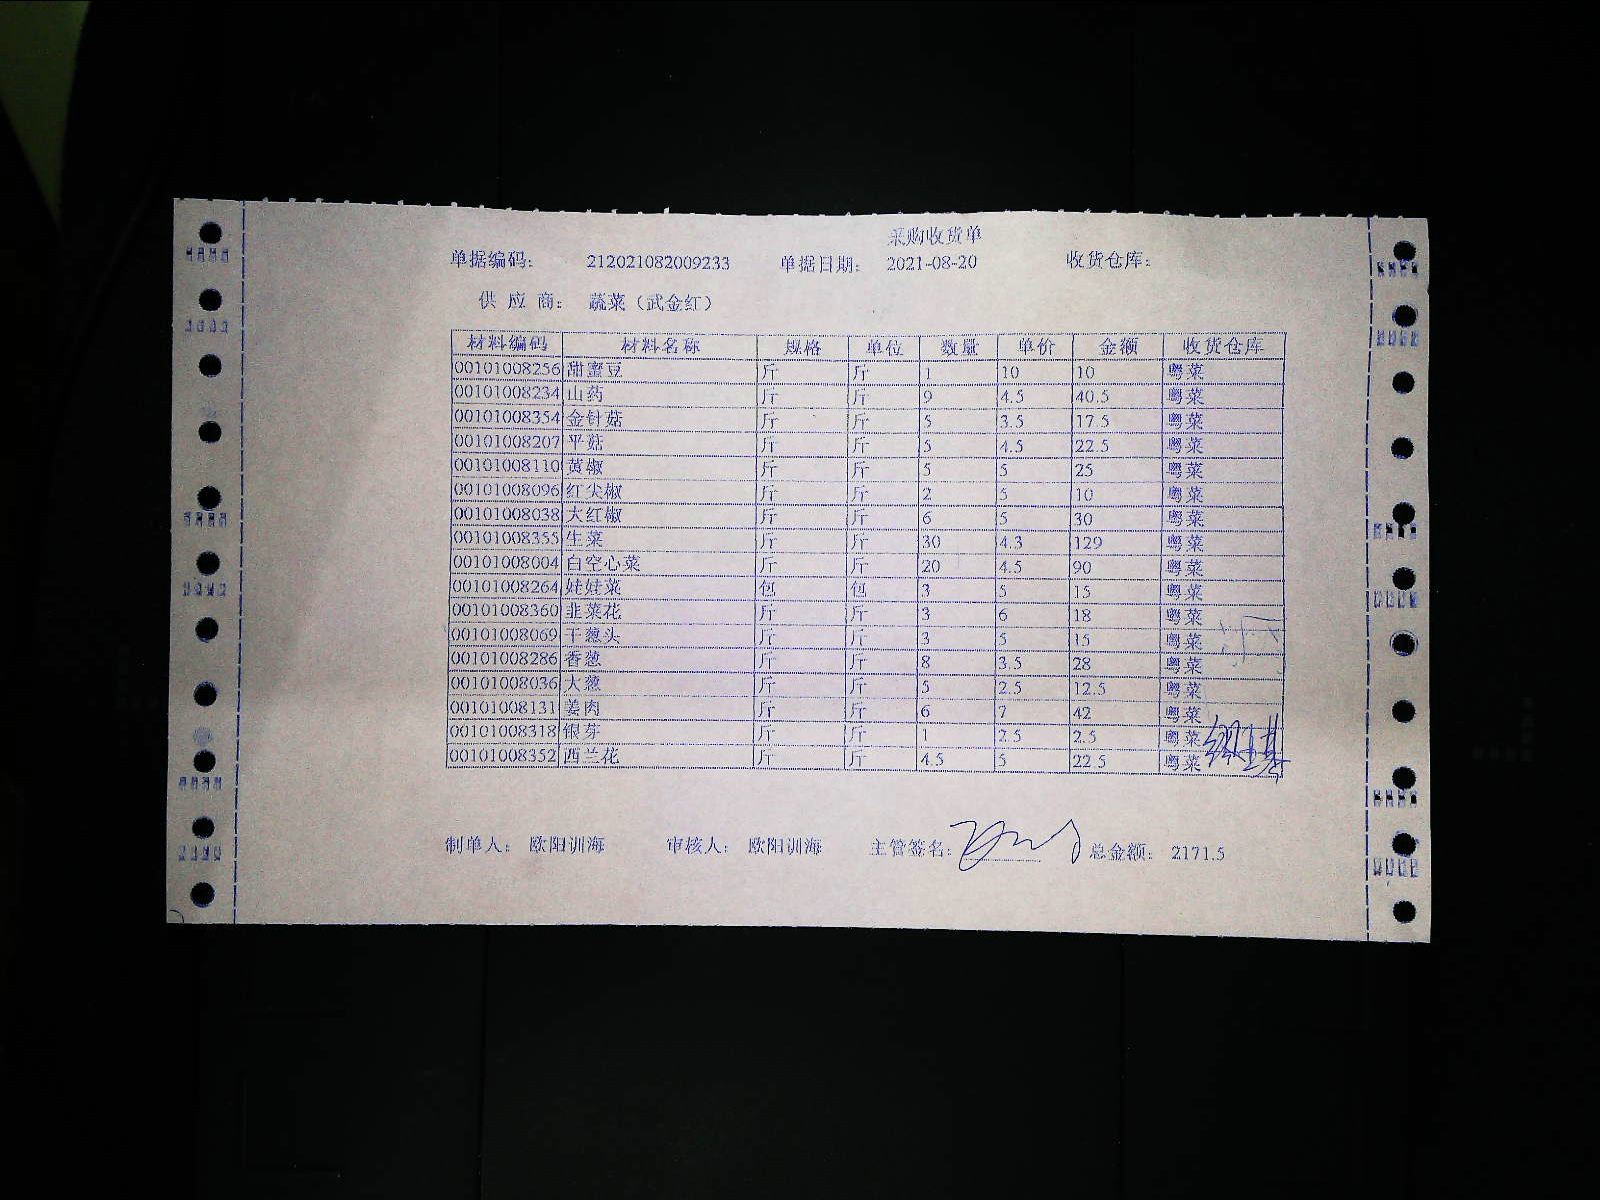 采购收货单
单据编码: 212021082009233 单据日期: 2021-08-20 收货仓库:
供 应 商: 蔬菜（武金红）
材料编码 材料名称 规格 单位 数量 单价 金额 收货仓库
00101008256 甜蜜豆 斤 斤 1 10 10 粤菜
00101008234 山药 斤 斤 9 4.5 40.5 粤菜
00101008354 金针菇 斤 斤 5 3.5 17.5 粤菜
00101008207 平菇 斤 斤 5 4.5 22.5 粤菜
00101008110 黄椒 斤 斤 5 5 25 粤菜
00101008096 红尖椒 斤 斤 2 5 10 粤菜
00101008038 大红椒 斤 斤 6 5 30 粤菜
00101008355 生菜 斤 斤 30 4.3 129 粤菜
00101008004 白空心菜 斤 斤 20 4.5 90 粤菜
00101008264 娃娃菜 包 包 3 5 15 粤菜
00101008360 韭菜花 斤 斤 3 6 18 粤菜
00101008069 干葱头 斤 斤 3 5 15 粤菜
00101008286 香葱 斤 斤 8 3.5 28 粤菜
00101008036 大葱 斤 斤 5 2.5 12.5 粤菜
00101008131 姜肉 斤 斤 6 7 42 粤菜
00101008318 银芽 斤 斤 1 2.5 2.5 粤菜
00101008352 西兰花 斤 斤 4.5 5 22.5 粤菜
制单人: 欧阳训海 审核人: 欧阳训海 主管签名: 总金额: 2171.5